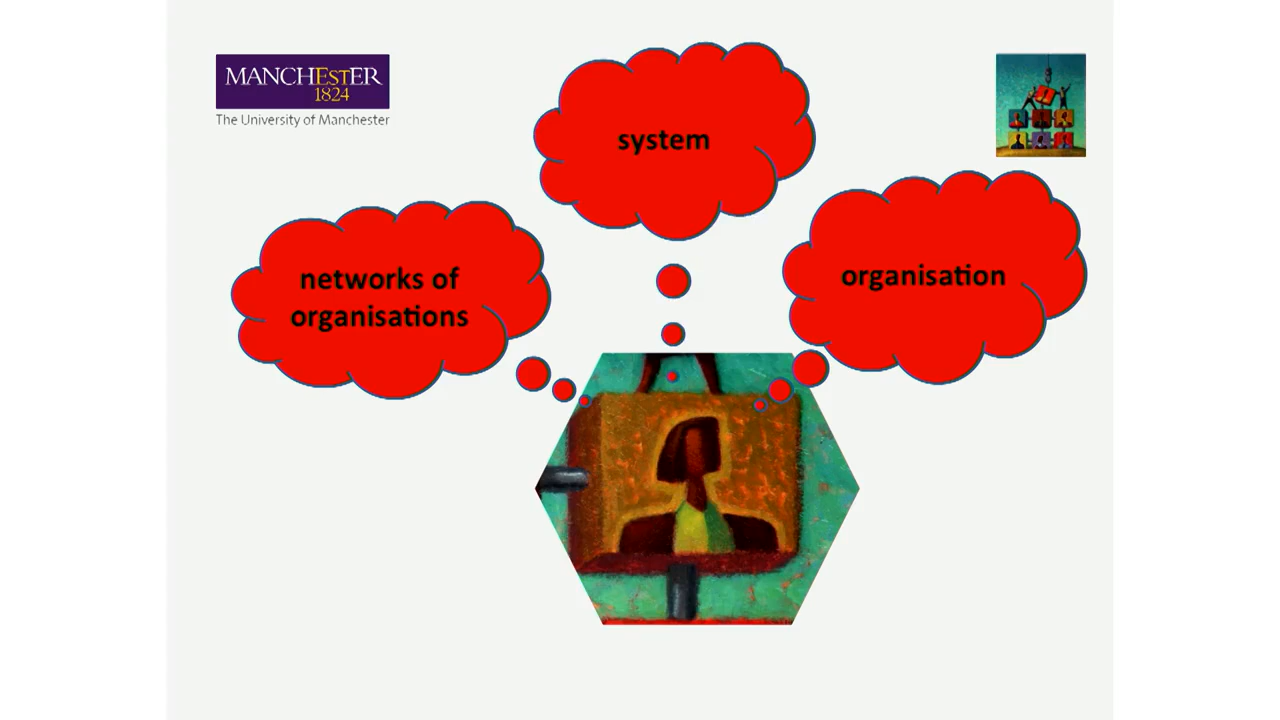 MANCHESTER
1824
The University of Manchester
system
networks of
organisations
organisation